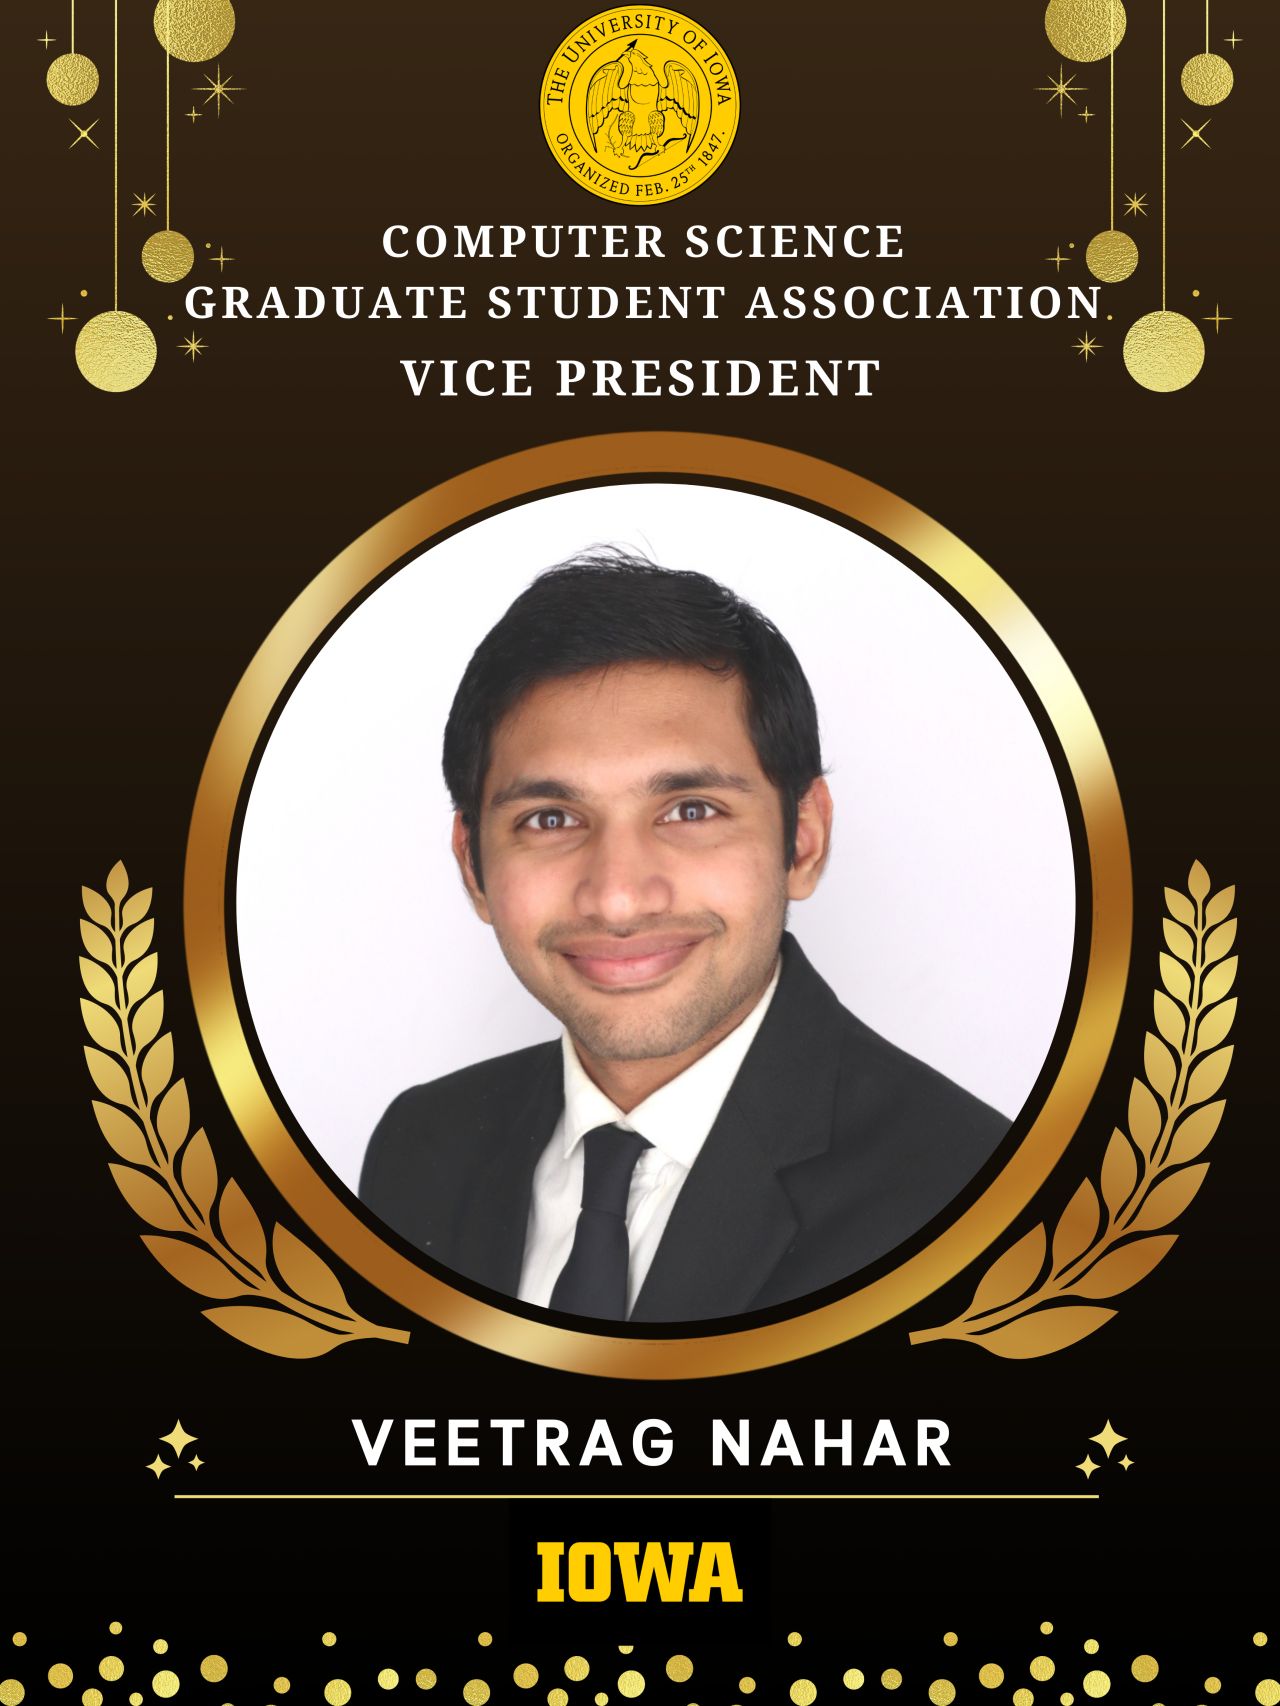 THE UNIVERSITY OF IOWA
ORGANIZED FEB. 25TH 1847.
COMPUTER SCIENCE
GRADUATE STUDENT ASSOCIATION
VICE PRESIDENT
VEETRAG NAHAR
IOWA